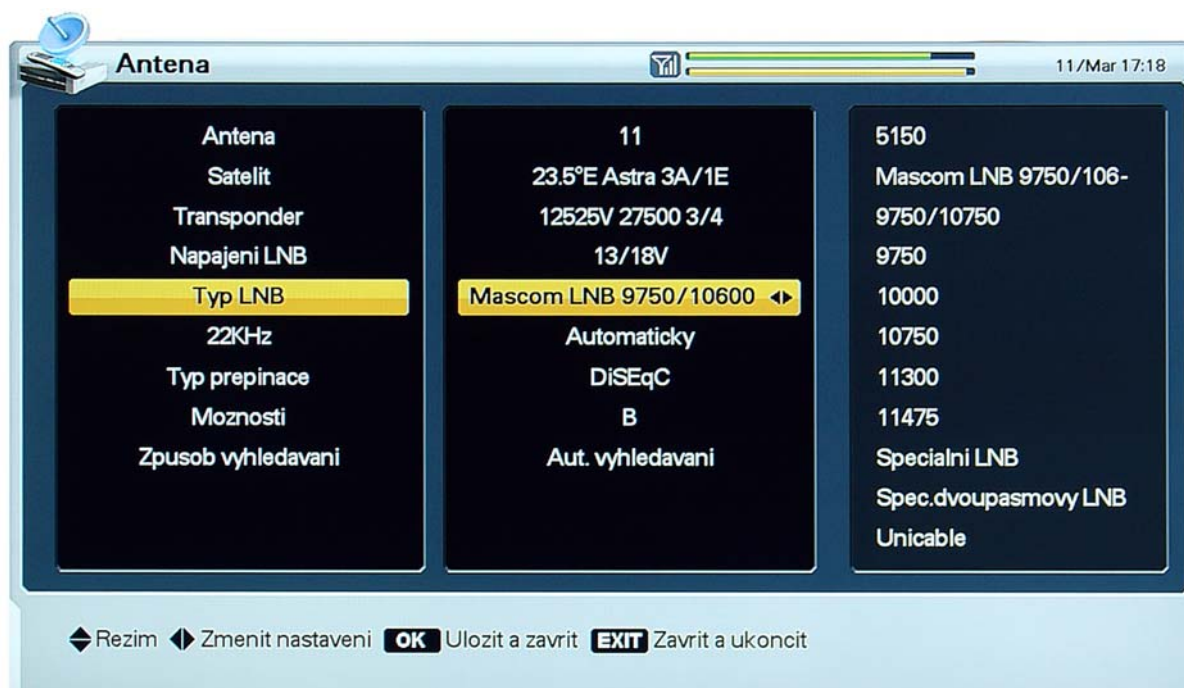 Antena
11/Mar 17:18
Antena 11
Satelit 23.5°E Astra 3A/1E
Transponder 12525V 27500 3/4
Napajeni LNB 13/18V
Typ LNB Mascom LNB 9750/10600
22KHz Automaticky
Typ prepinace DiSEqC
Moznosti B
Zpusob vyhledavani Aut. vyhledavani
5150
Mascom LNB 9750/106-
9750/10750
9750
10000
10750
11300
11475
Specialni LNB
Spec.dvoupasmovy LNB
Unicable
Rezim Zmenit nastaveni OK Ulozit a zavrit EXIT Zavrit a ukoncit